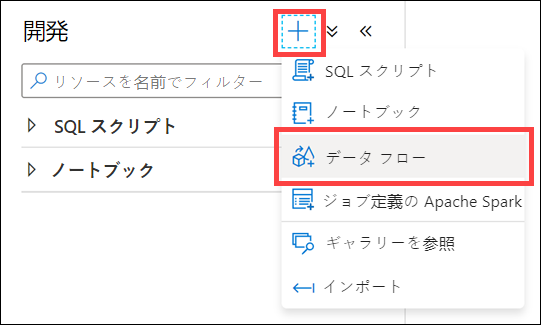 開発
リソースを名前でフィルター
SQL スクリプト
ノートブック
SQL スクリプト
ノートブック
データ フロー
ジョブ定義の Apache Spark
ギャラリーを参照
インポート